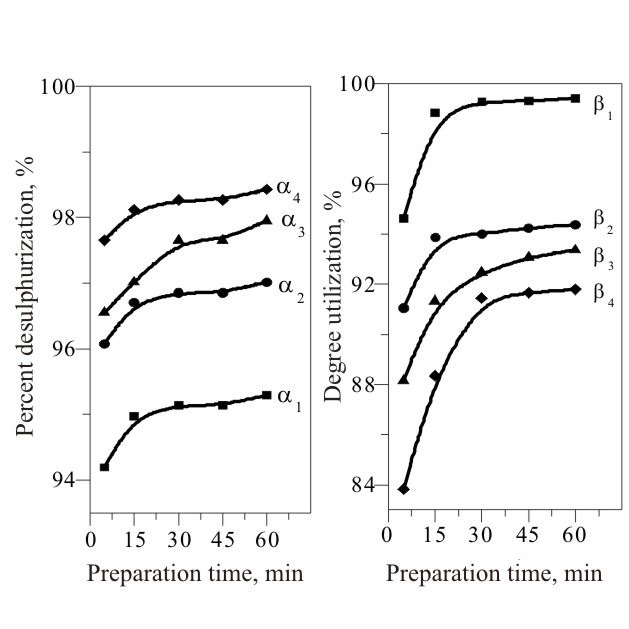 100
98
96
94
Percent desulphurization, %
α4
α3
α2
α1
0 15 30 45 60
Preparation time, min
100
96
92
88
84
Degree utilization, %
β1
β2
β3
β4
0 15 30 45 60
Preparation time, min